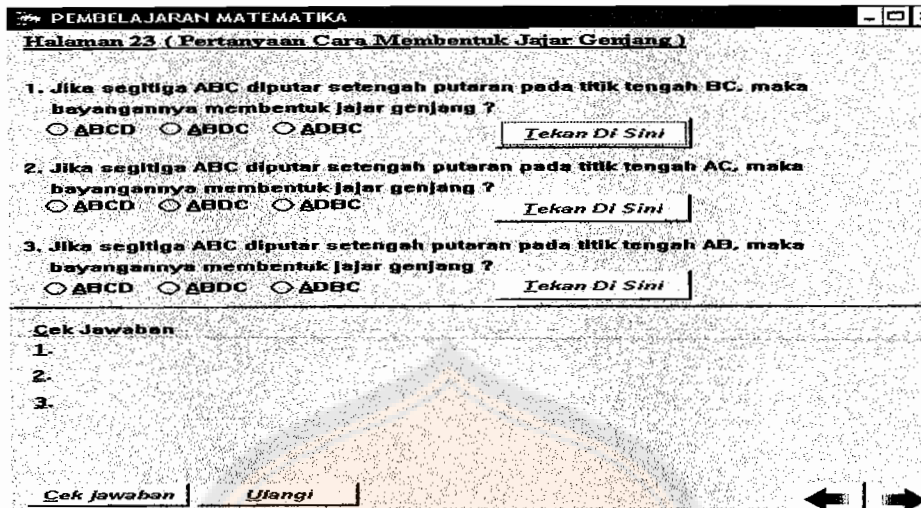 PEMBELAJARAN MATEMATIKA
Halaman 23 ( Pertanyaan Cara Membentuk Jajar Genjang )
1. Jika segitiga ABC diputar setengah putaran pada titik tengah BC, maka
bayangannya membentuk jajar genjang ?
ABCD ABDC ADBC Tekan Di Sini
2. Jika segitiga ABC diputar setengah putaran pada titik tengah AC, maka
bayangannya membentuk jajar genjang ?
ABCD ABDC ADBC Tekan Di Sini
3. Jika segitiga ABC diputar setengah putaran pada titik tengah AB, maka
bayangannya membentuk jajar genjang ?
ABCD ABDC ADBC Tekan Di Sini
Cek Jawaban
1.
2.
3.
Cek jawaban Ulangi